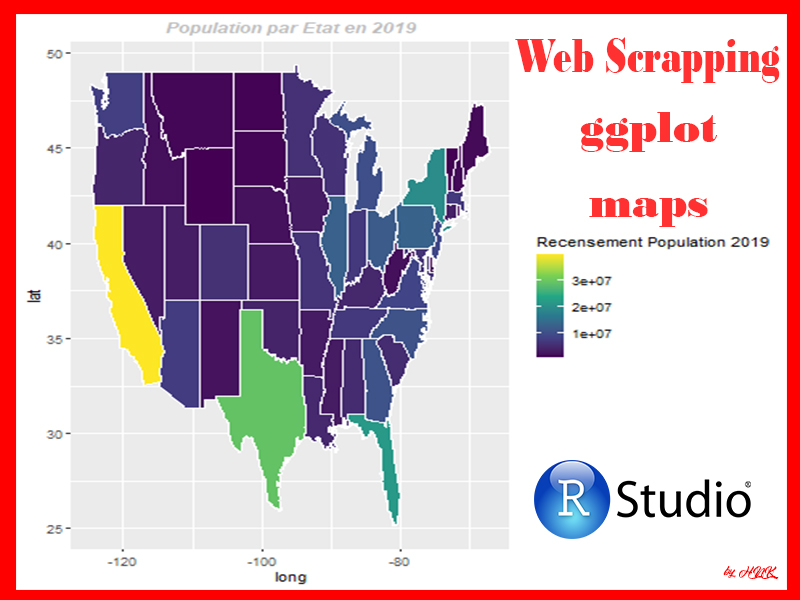 Population par Etat en 2019
Web Scrapping
ggplot
maps
Recensement Population 2019
3e+07
2e+07
1e+07
50
45
40
35
30
25
lat
-120
-100
-80
long
R Studio®
by HNK